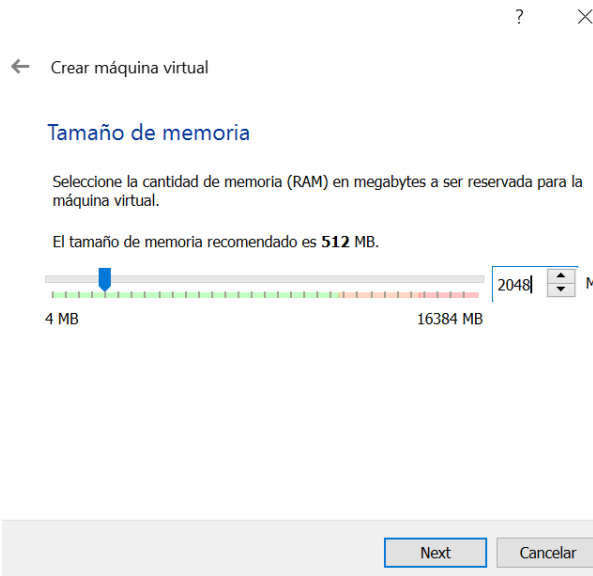 ?
Crear máquina virtual
Tamaño de memoria
Seleccione la cantidad de memoria (RAM) en megabytes a ser reservada para la
máquina virtual.
El tamaño de memoria recomendado es 512 MB.
2048 M
4 MB 16384 MB
Next Cancelar